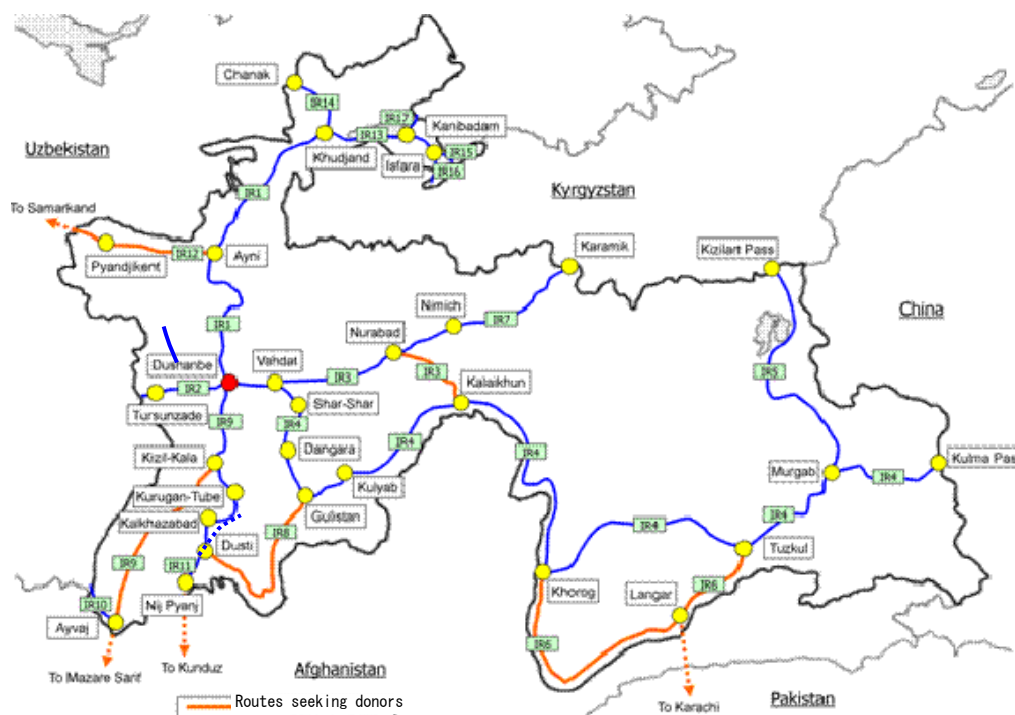 Chanak
IR14
IR17
Kanibadam
IR13
Uzbekistan
Khudjand
Isfara
IR15
IR16
IR1
Kyrgyzstan
To Samarkand
Pyandjikent
IR12
Ayni
Karamik
Kizilart Pass
Nimich
China
IR1
Nurabad
IR7
Dushanbe
Vahdat
IR3
IR3
Kalaikhun
IR5
IR2
Tursunzade
Shar-Shar
IR9
IR4
IR4
Dangara
Kizil-Kala
IR4
Murgab
Kulma Pas
IR4
Kulyab
Kurugan-Tube
Gulistan
Kalkhazabad
IR4
IR4
IR8
Dusti
Tuzkul
IR9
IR11
Khorog
IR6
Langar
IR10
Nij Pyanj
Ayvaj
IR6
To Mazare Sarif
To Kunduz
Afghanistan
Routes seeking donors
To Karachi
Pakistan